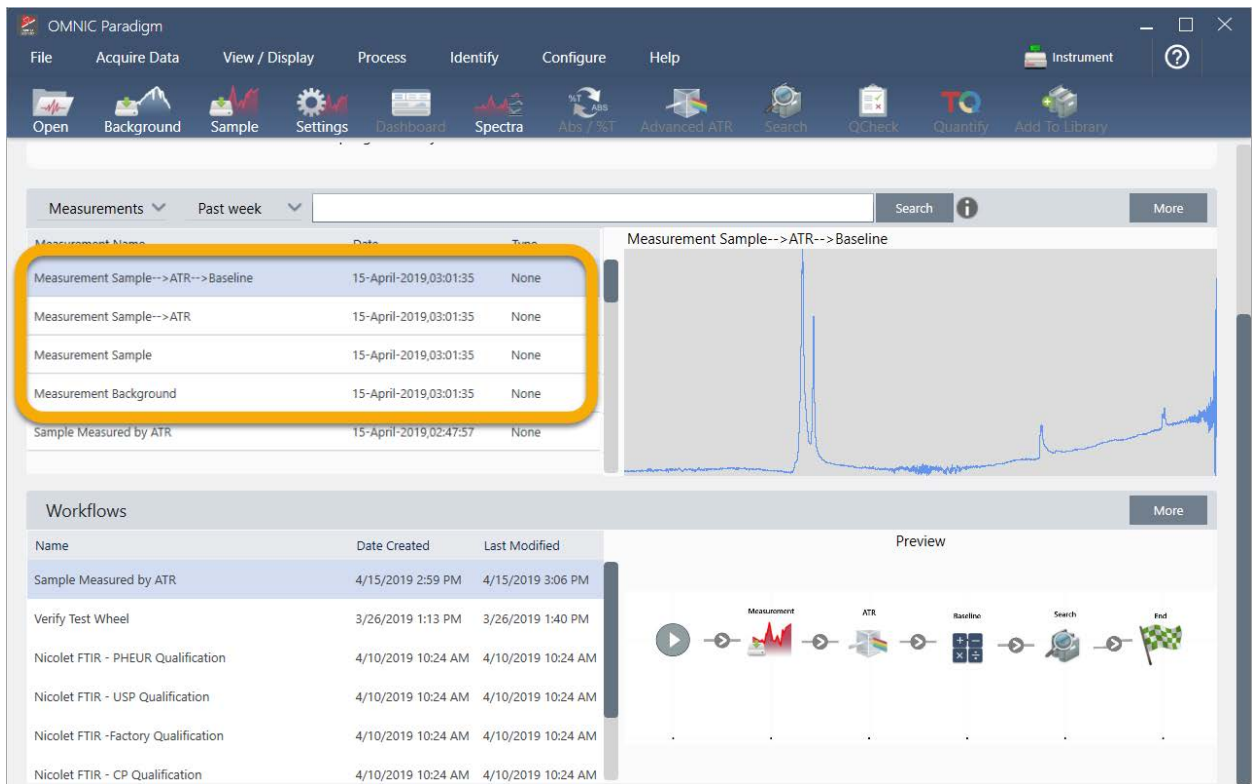 OMNIC Paradigm
File Acquire Data View / Display Process Identify Configure Help Instrument
Open Background Sample Settings Dashboard Spectra Abs / %T Advanced ATR Search QCheck Quantify Add To Library
%T ABS
TQ
Measurements Past week Search More
Measurement Name Date Type
Measurement Sample-->ATR-->Baseline 15-April-2019,03:01:35 None
Measurement Sample-->ATR 15-April-2019,03:01:35 None
Measurement Sample 15-April-2019,03:01:35 None
Measurement Background 15-April-2019,03:01:35 None
Sample Measured by ATR 15-April-2019,02:47:57 None
Measurement Sample-->ATR-->Baseline
Workflows More
Name Date Created Last Modified
Sample Measured by ATR 4/15/2019 2:59 PM 4/15/2019 3:06 PM
Verify Test Wheel 3/26/2019 1:13 PM 3/26/2019 1:40 PM
Nicolet FTIR - PHEUR Qualification 4/10/2019 10:24 AM 4/10/2019 10:24 AM
Nicolet FTIR - USP Qualification 4/10/2019 10:24 AM 4/10/2019 10:24 AM
Nicolet FTIR -Factory Qualification 4/10/2019 10:24 AM 4/10/2019 10:24 AM
Nicolet FTIR - CP Qualification 4/10/2019 10:24 AM 4/10/2019 10:24 AM
Preview
Measurement ATR Baseline Search End